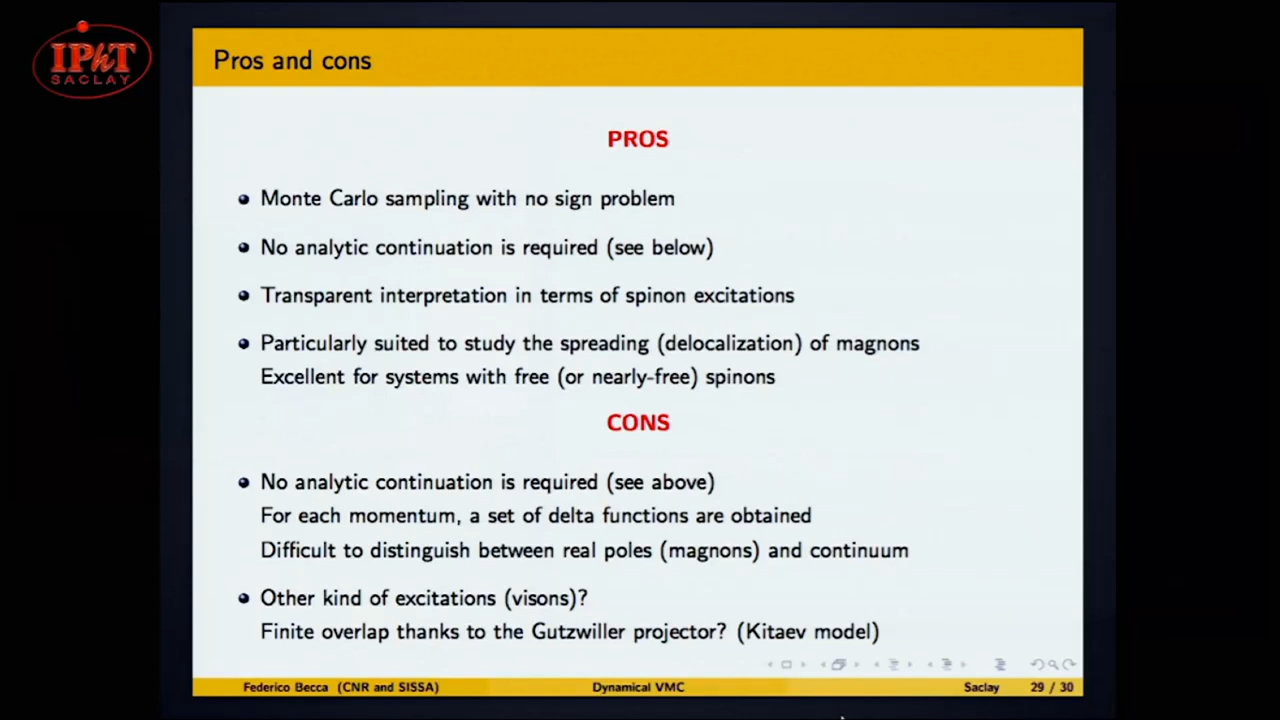 IPhT
SACLAY
Pros and cons
PROS
Monte Carlo sampling with no sign problem
No analytic continuation is required (see below)
Transparent interpretation in terms of spinon excitations
Particularly suited to study the spreading (delocalization) of magnons
Excellent for systems with free (or nearly-free) spinons
CONS
No analytic continuation is required (see above)
For each momentum, a set of delta functions are obtained
Difficult to distinguish between real poles (magnons) and continuum
Other kind of excitations (visons)?
Finite overlap thanks to the Gutzwiller projector? (Kitaev model)
Federico Becca (CNR and SISSA) Dynamical VMC Saclay 29 / 30